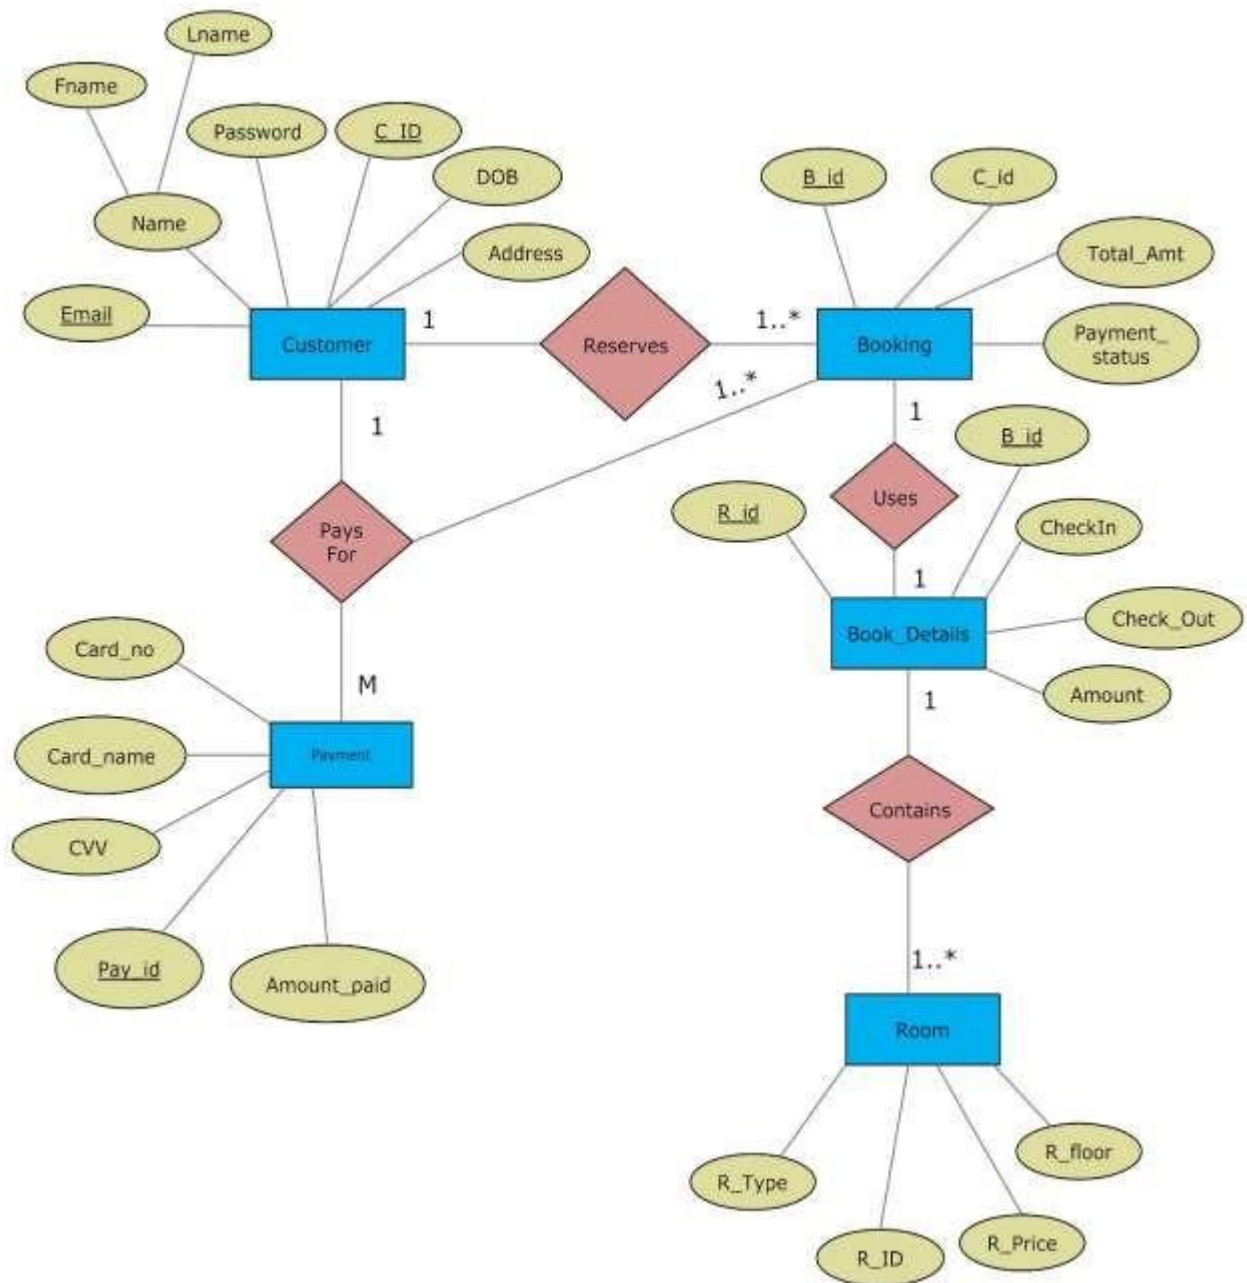 Lname
Fname
Password
C_ID
DOB
Name
Address
Email
B_id
C_id
Total_Amt
Customer
1
Reserves
1..*
Booking
Payment_
status
1..*
1
1
B_id
R_id
Uses
CheckIn
Pays
For
1
Book_Details
Check_Out
Card_no
M
1
Amount
Card_name
Payment
Contains
CVV
Pay_id
Amount_paid
1..*
Room
R_Type
R_floor
R_ID
R_Price